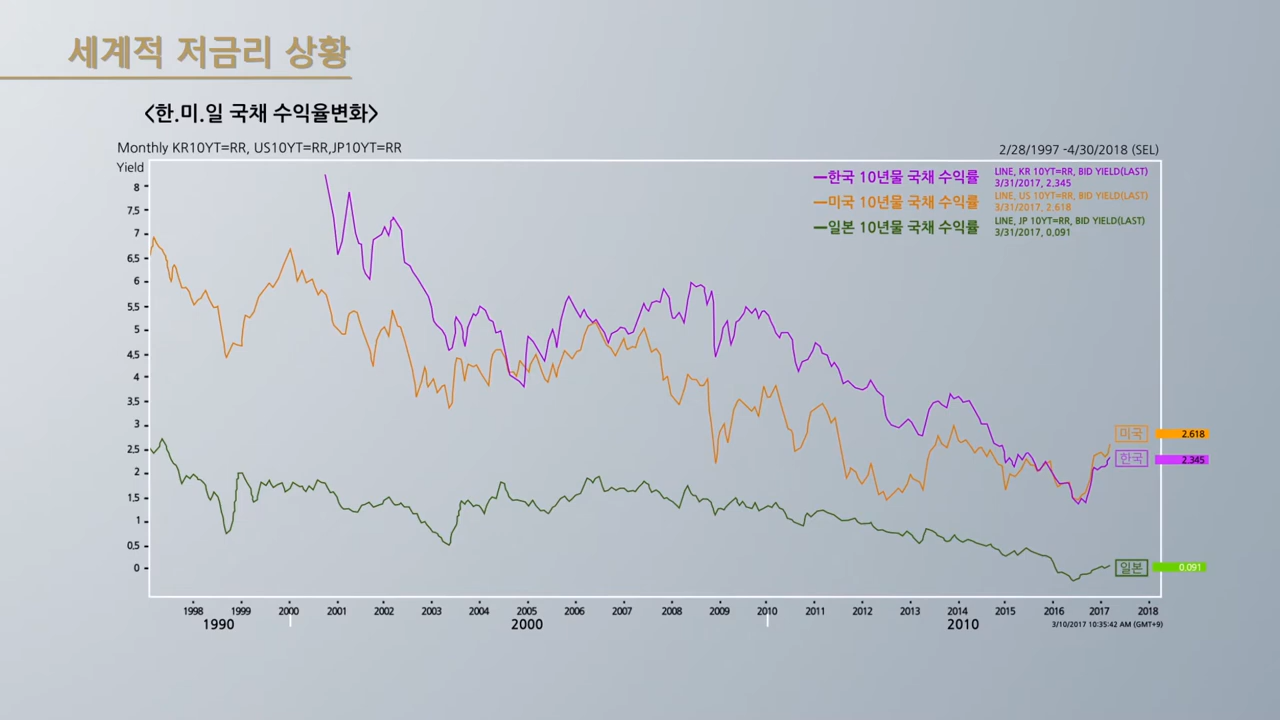 세계적 저금리 상황
<한.미.일 국채 수익율변화>
Monthly KR10YT=RR, US10YT=RR,JP10YT=RR
2/28/1997 -4/30/2018 (SEL)
Yield
한국 10년물 국채 수익률
LINE, KR 10YT=RR, BID YIELD(LAST)
3/31/2017, 2.345
미국 10년물 국채 수익률
LINE, US 10YT=RR, BID YIELD(LAST)
3/31/2017, 2.618
일본 10년물 국채 수익률
LINE, JP 10YT=RR, BID YIELD(LAST)
3/31/2017, 0,091
8
7,5
7
6,5
6
5,5
5
4,5
4
3,5
3
2,5
2
1,5
1
0,5
0
미국 2.618
한국 2.345
일본 0.091
1998 1999 2000 2001 2002 2003 2004 2005 2006 2007 2008 2009 2010 2011 2012 2013 2014 2015 2016 2017 2018
1990 2000 2010
3/10/2017 10:35:42 AM (GMT+9)